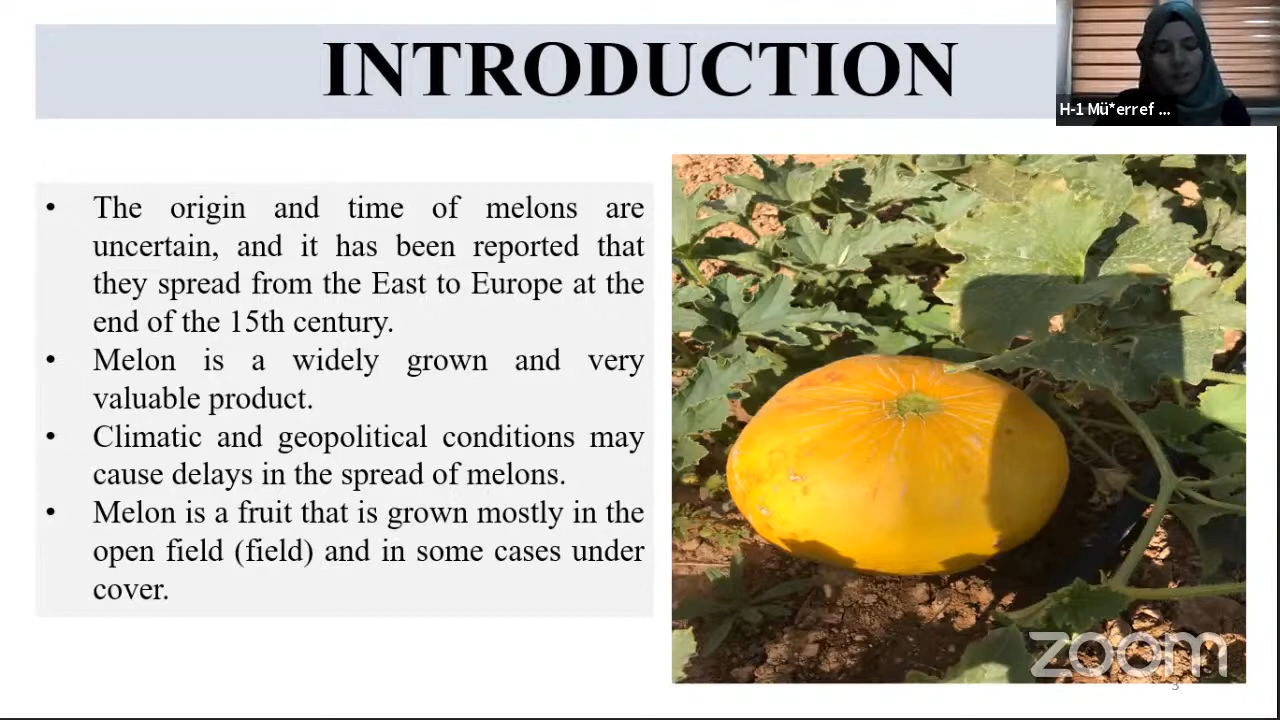 INTRODUCTION
H-1 Mü*erref ...
• The origin and time of melons are
uncertain, and it has been reported that
they spread from the East to Europe at the
end of the 15th century.
• Melon is a widely grown and very
valuable product.
• Climatic and geopolitical conditions may
cause delays in the spread of melons.
• Melon is a fruit that is grown mostly in the
open field (field) and in some cases under
cover.
zoom
3